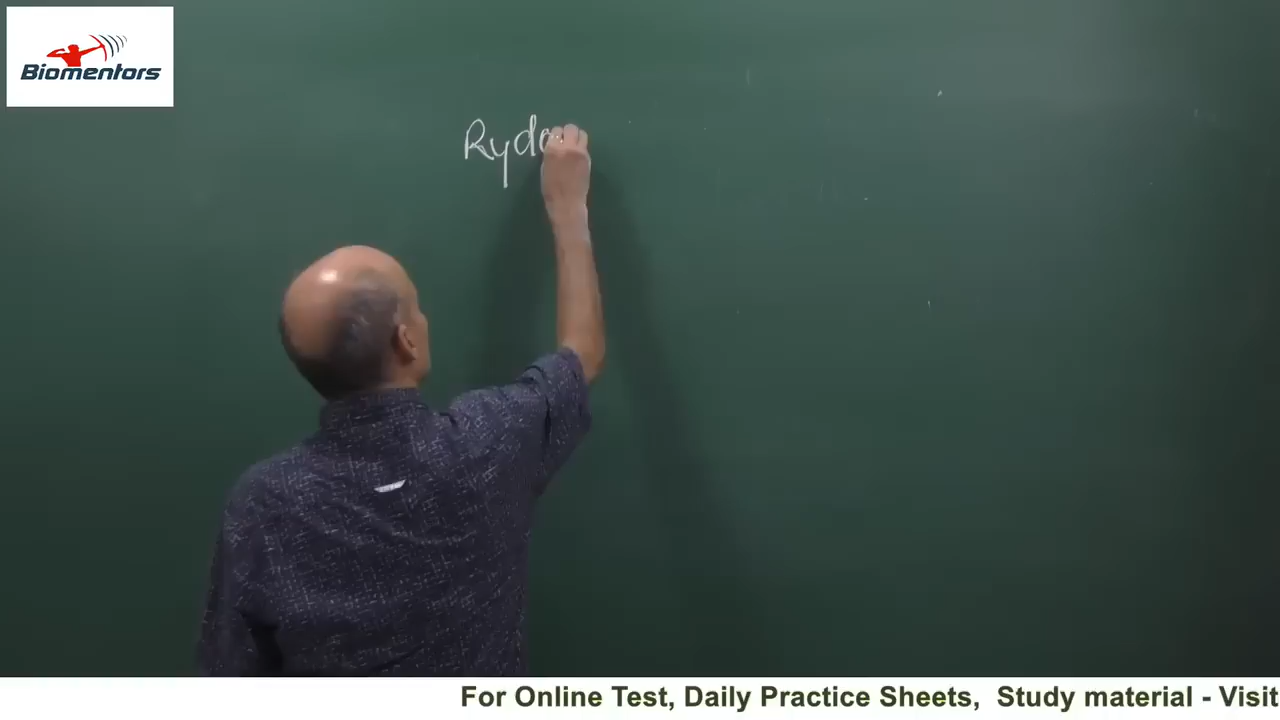 Biomentors
Ryd
For Online Test, Daily Practice Sheets, Study material - Visit